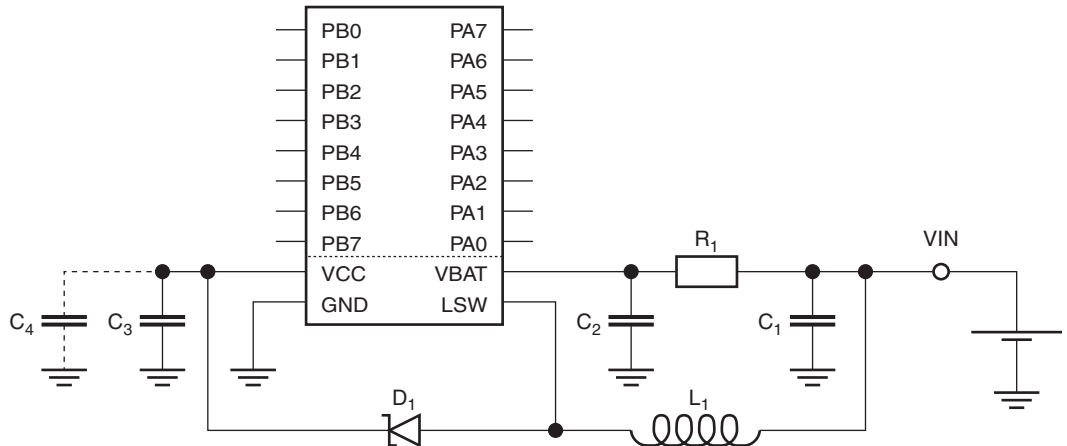 PB0 PA7
PB1 PA6
PB2 PA5
PB3 PA4
PB4 PA3
PB5 PA2
PB6 PA1
PB7 PA0
R1 VIN
VCC VBAT
GND LSW
C4 C3 C2 C1
D1 L1